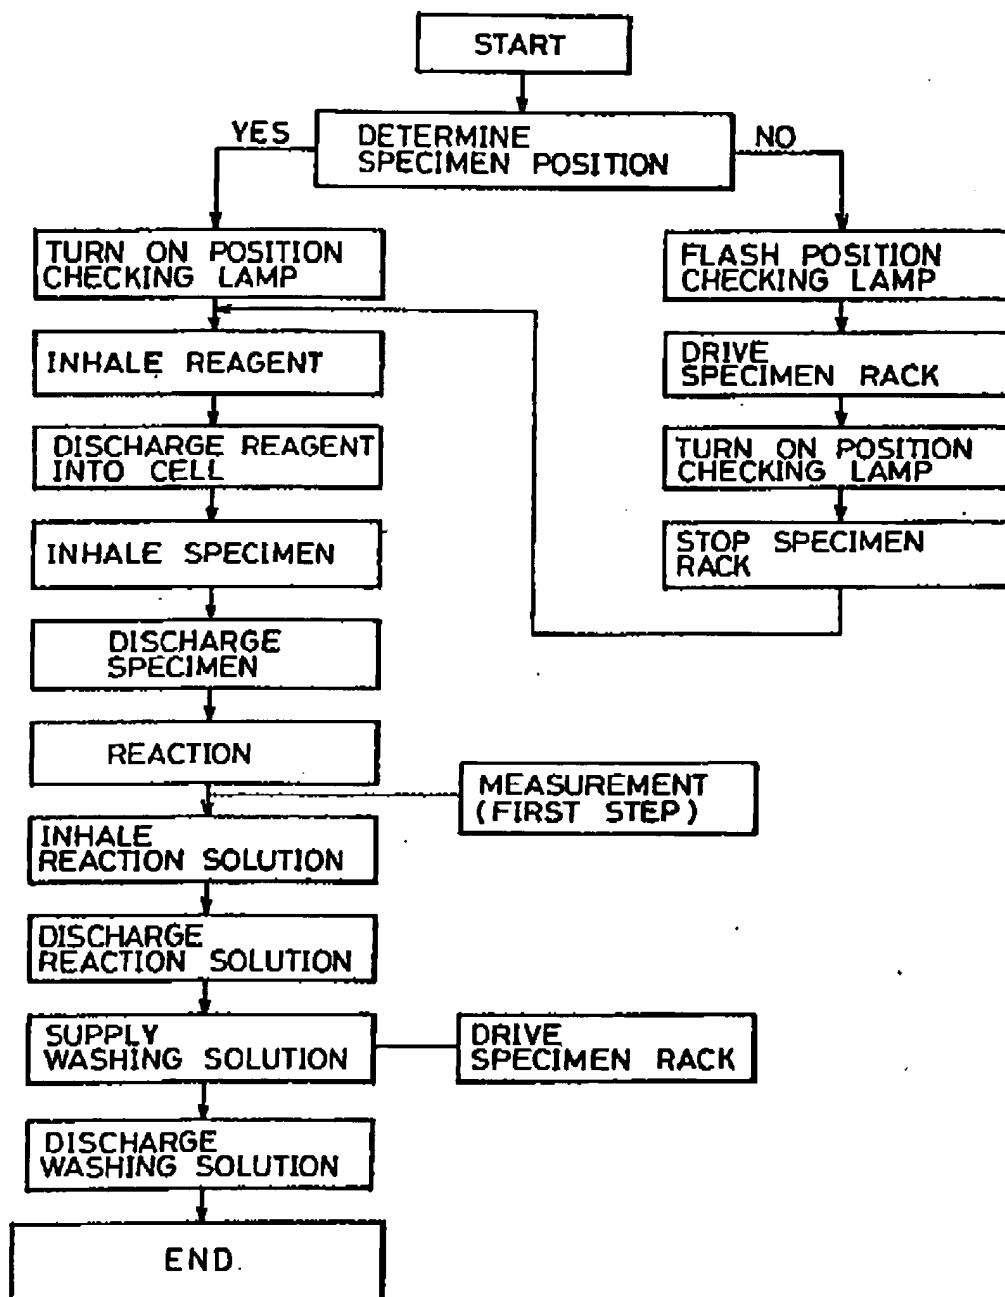 START
YES
DETERMINE
SPECIMEN POSITION
NO
TURN ON POSITION
CHECKING LAMP
FLASH POSITION
CHECKING LAMP
INHALE REAGENT
DRIVE
SPECIMEN RACK
DISCHARGE REAGENT
INTO CELL
TURN ON POSITION
CHECKING LAMP
INHALE SPECIMEN
STOP SPECIMEN
RACK
DISCHARGE
SPECIMEN
REACTION
MEASUREMENT
(FIRST STEP)
INHALE
REACTION SOLUTION
DISCHARGE
REACTION SOLUTION
SUPPLY
WASHING SOLUTION
DRIVE
SPECIMEN RACK
DISCHARGE
WASHING SOLUTION
END.